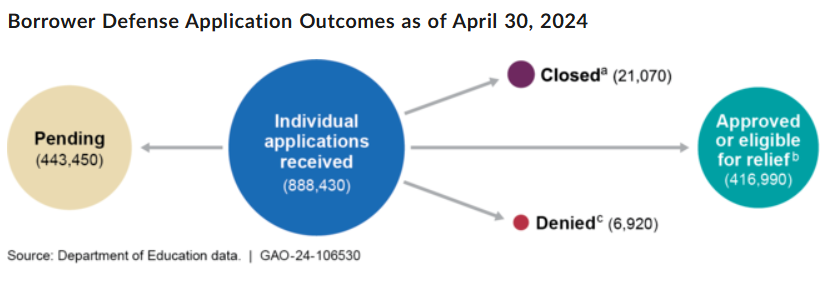 Borrower Defense Application Outcomes as of April 30, 2024
Closedᵃ (21,070)
Individual
applications
received
(888,430)
Pending
(443,450)
Approved
or eligible
for reliefᵇ
(416,990)
Deniedᶜ (6,920)
Source: Department of Education data. | GAO-24-106530